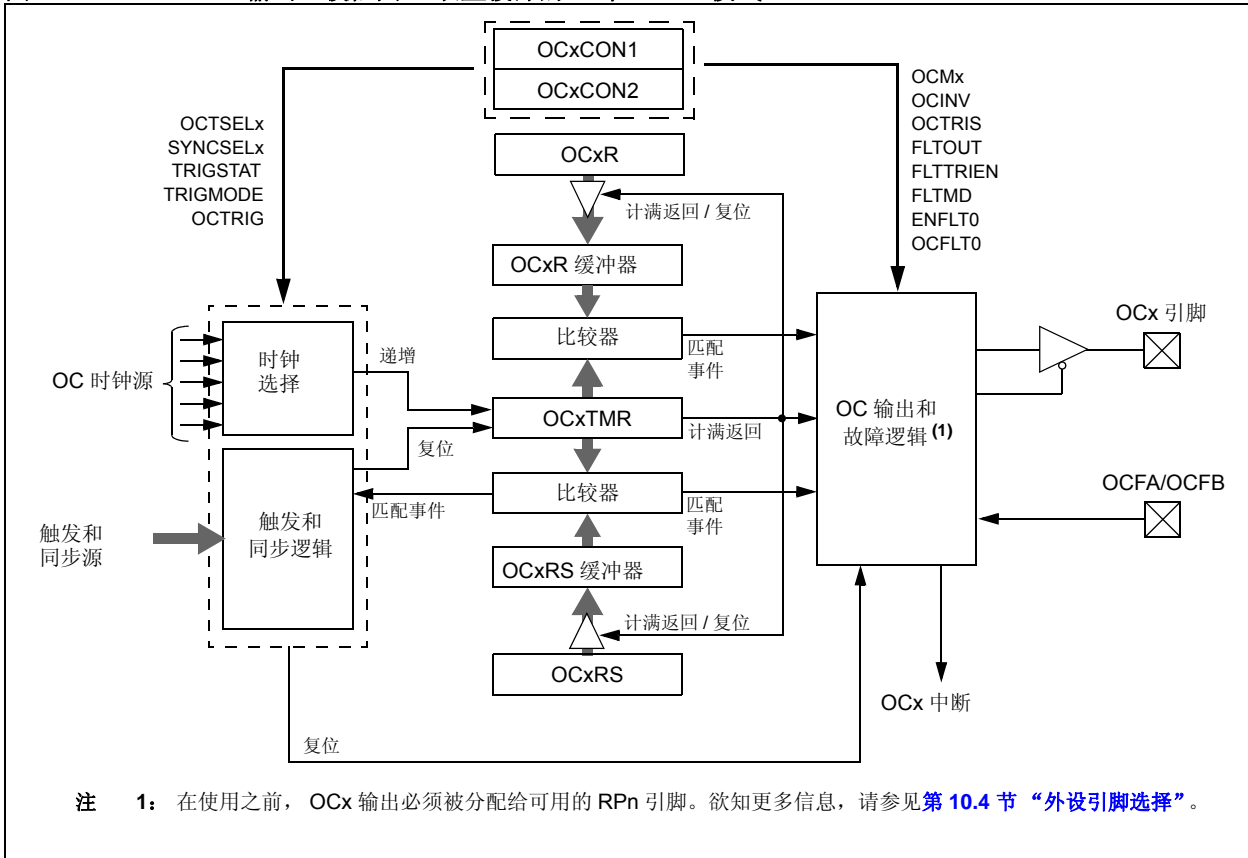 OCxCON1
OCxCON2
OCTSELx
SYNCSELx
TRIGSTAT
TRIGMODE
OCTRIG
OCMx
OCINV
OCTRIS
FLTOUT
FLTTRIEN
FLTMD
ENFLT0
OCFLT0
OCxR
计满返回 / 复位
OCxR 缓冲器
比较器
匹配
事件
OC 时钟源
时钟
选择
递增
OCxTMR
计满返回
复位
OC 输出和
故障逻辑(1)
OCx 引脚
比较器
匹配事件
匹配
事件
OCFA/OCFB
触发和
同步源
触发和
同步逻辑
OCxRS 缓冲器
计满返回 / 复位
OCxRS
OCx 中断
复位
注 1: 在使用之前， OCx 输出必须被分配给可用的 RPn 引脚。欲知更多信息，请参见第 10.4 节 “外设引脚选择”。